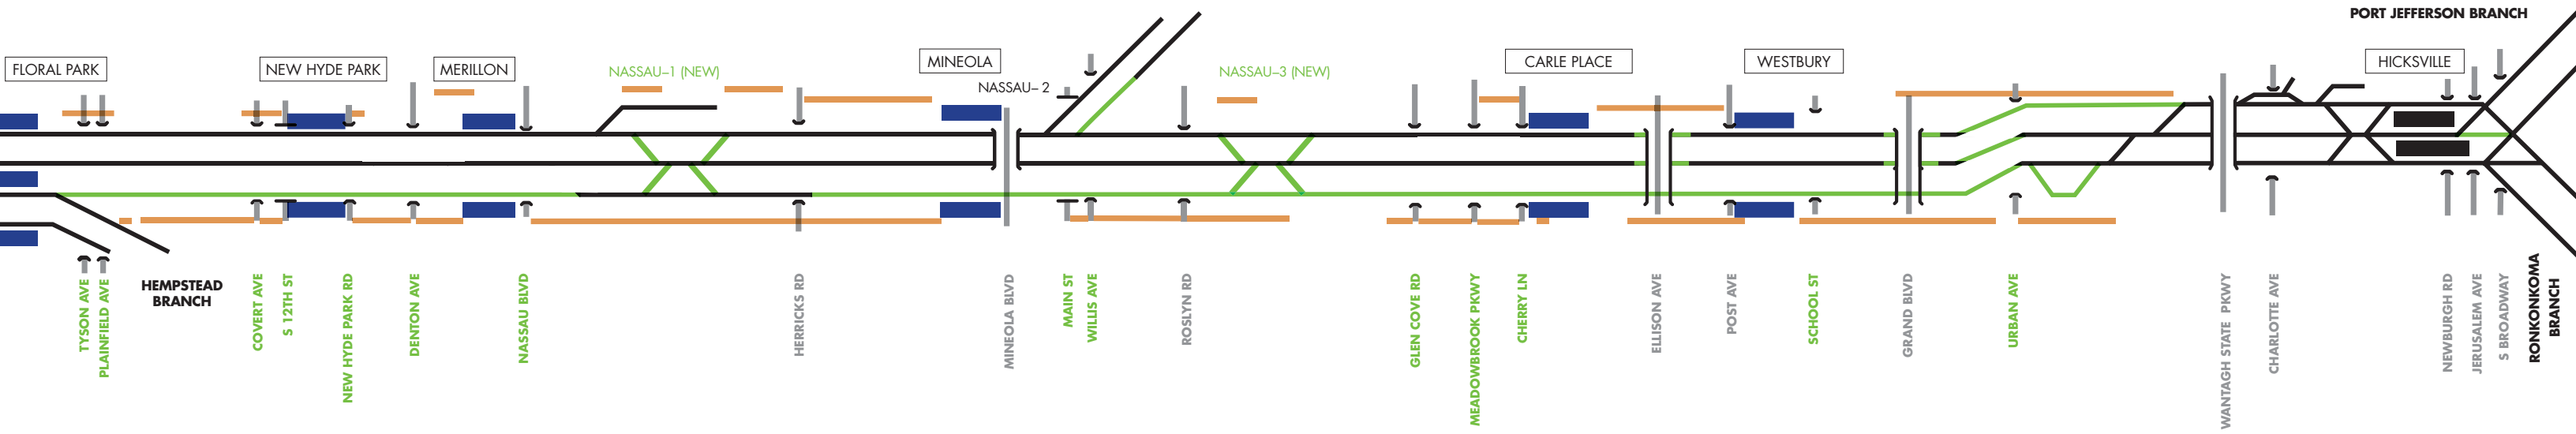 PORT JEFFERSON BRANCH
FLORAL PARK
NEW HYDE PARK
MERILLON
NASSAU–1 (NEW)
MINEOLA
NASSAU– 2
NASSAU–3 (NEW)
CARLE PLACE
WESTBURY
HICKSVILLE
TYSON AVE
PLAINFIELD AVE
HEMPSTEAD
BRANCH
COVERT AVE
S 12TH ST
NEW HYDE PARK RD
DENTON AVE
NASSAU BLVD
HERRICKS RD
MINEOLA BLVD
MAIN ST
WILLIS AVE
ROSLYN RD
GLEN COVE RD
MEADOWBROOK PKWY
CHERRY LN
ELLISON AVE
POST AVE
SCHOOL ST
GRAND BLVD
URBAN AVE
WANTAGH STATE PKWY
CHARLOTTE AVE
NEWBURGH RD
JERUSALEM AVE
S BROADWAY
RONKONKOMA
BRANCH